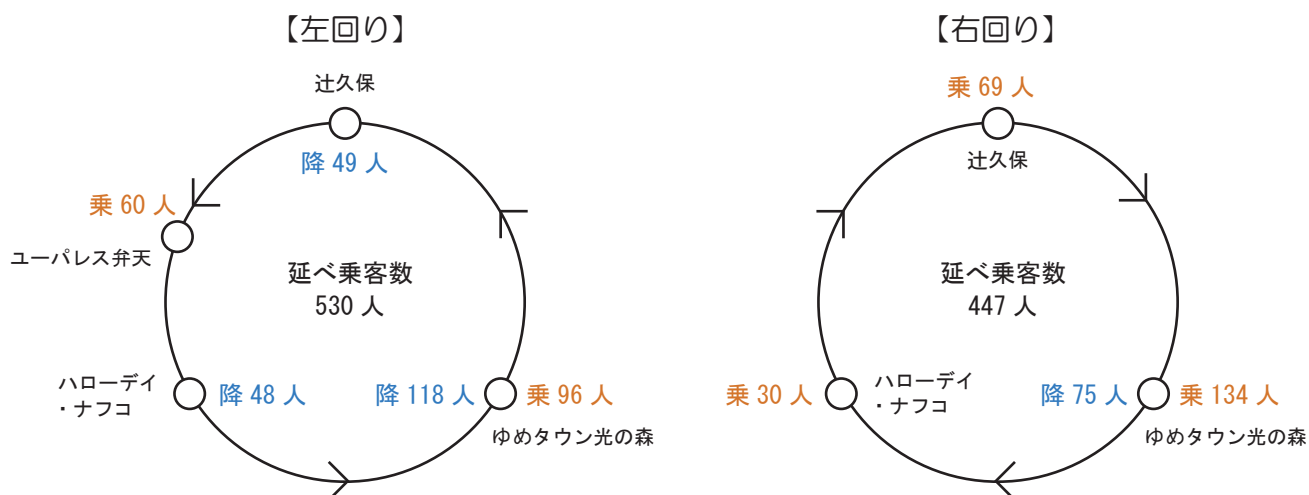 【左回り】
辻久保
降 49 人
乗 60 人
ユーパレス弁天
延べ乗客数
530 人
ハローデイ
・ナフコ
降 48 人
降 118 人
乗 96 人
ゆめタウン光の森
【右回り】
乗 69 人
辻久保
延べ乗客数
447 人
乗 30 人
ハローデイ
・ナフコ
降 75 人
乗 134 人
ゆめタウン光の森